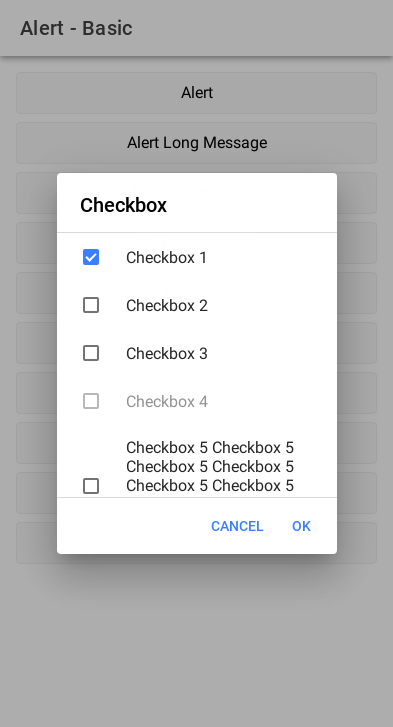 Alert - Basic
Alert
Alert Long Message
Checkbox
Checkbox 1
Checkbox 2
Checkbox 3
Checkbox 4
Checkbox 5 Checkbox 5
Checkbox 5 Checkbox 5
Checkbox 5 Checkbox 5
CANCEL OK